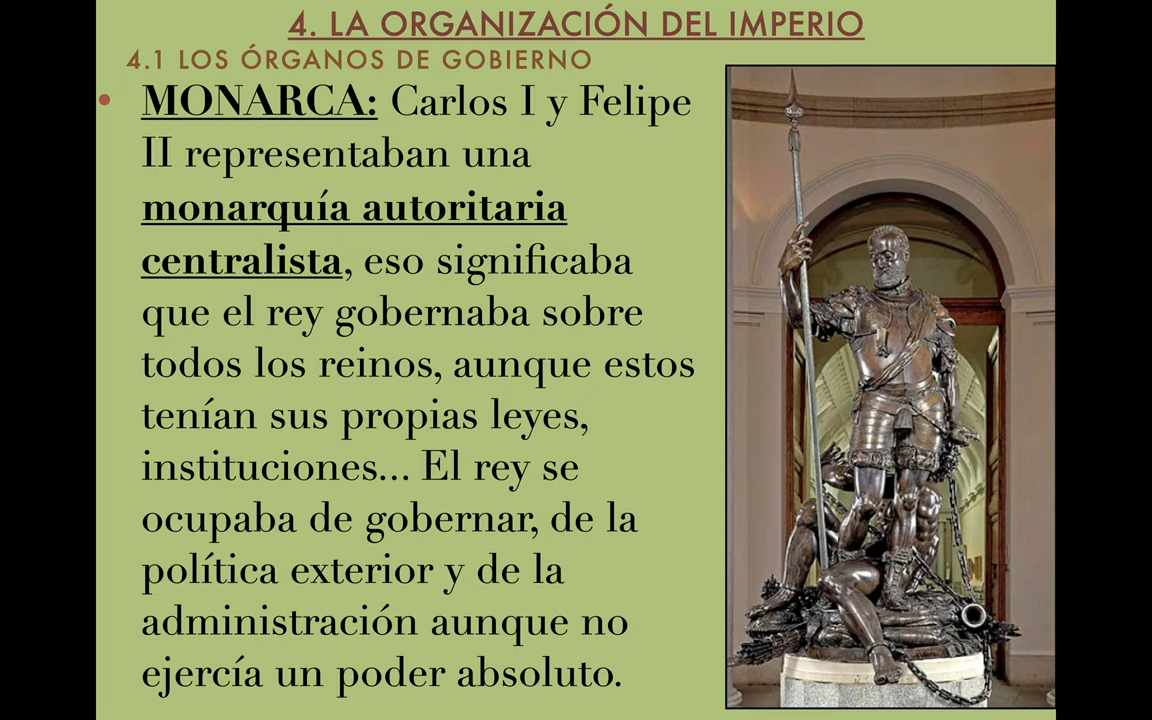 4. LA ORGANIZACIÓN DEL IMPERIO
4.1 LOS ÓRGANOS DE GOBIERNO
• MONARCA: Carlos I y Felipe
II representaban una
monarquía autoritaria
centralista, eso significaba
que el rey gobernaba sobre
todos los reinos, aunque estos
tenían sus propias leyes,
instituciones... El rey se
ocupaba de gobernar, de la
política exterior y de la
administración aunque no
ejercía un poder absoluto.